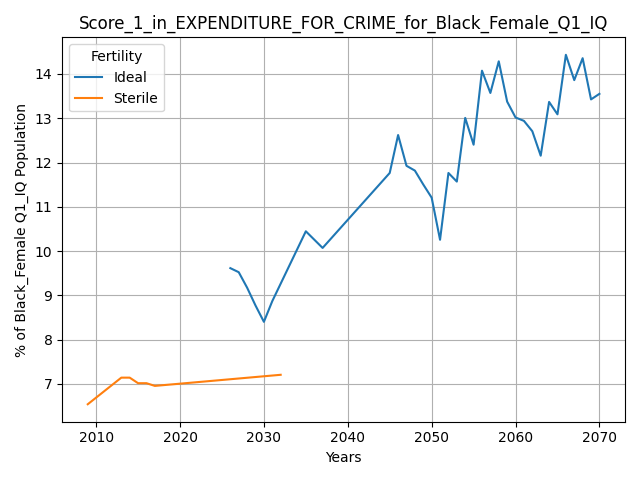 Score_1_in_EXPENDITURE_FOR_CRIME_for_Black_Female_Q1_IQ
Fertility
Ideal
Sterile
% of Black_Female Q1_IQ Population
14
13
12
11
10
9
8
7
2010 2020 2030 2040 2050 2060 2070
Years